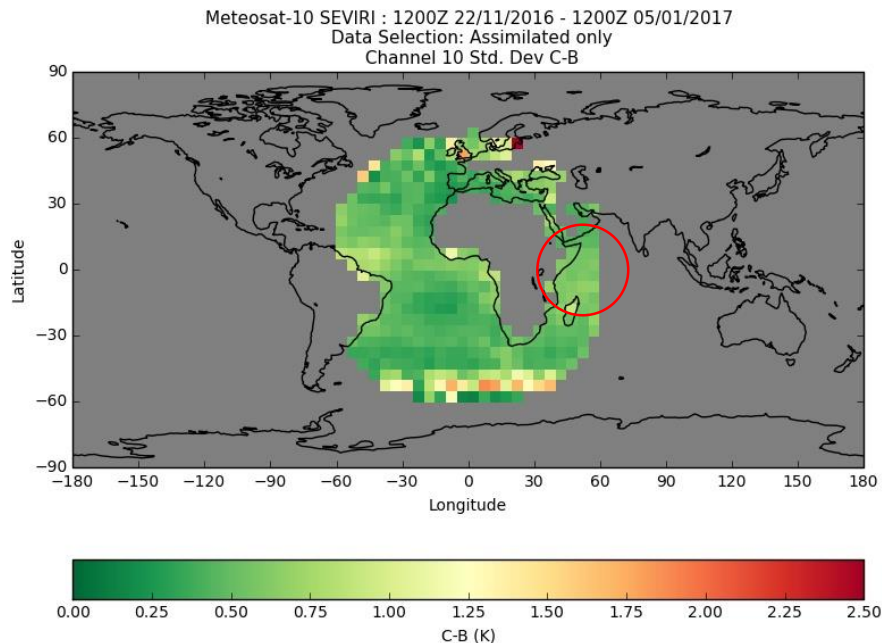 Meteosat-10 SEVIRI : 1200Z 22/11/2016 - 1200Z 05/01/2017
Data Selection: Assimilated only
Channel 10 Std. Dev C-B
90
60
30
0
−30
−60
−90
Latitude
−180 −150 −120 −90 −60 −30 0 30 60 90 120 150 180
Longitude
0.00 0.25 0.50 0.75 1.00 1.25 1.50 1.75 2.00 2.25 2.50
C-B (K)